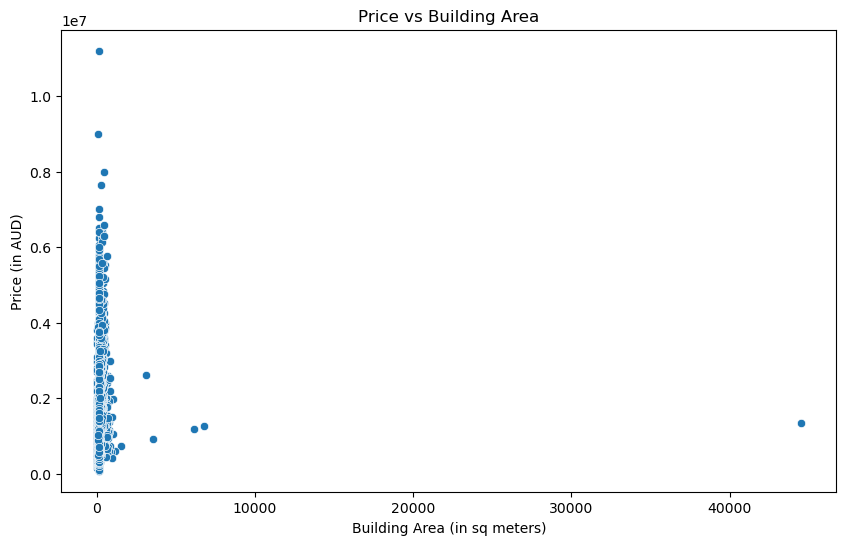 Price vs Building Area
1e7
1.0
0.8
0.6
0.4
0.2
0.0
Price (in AUD)
0 10000 20000 30000 40000
Building Area (in sq meters)